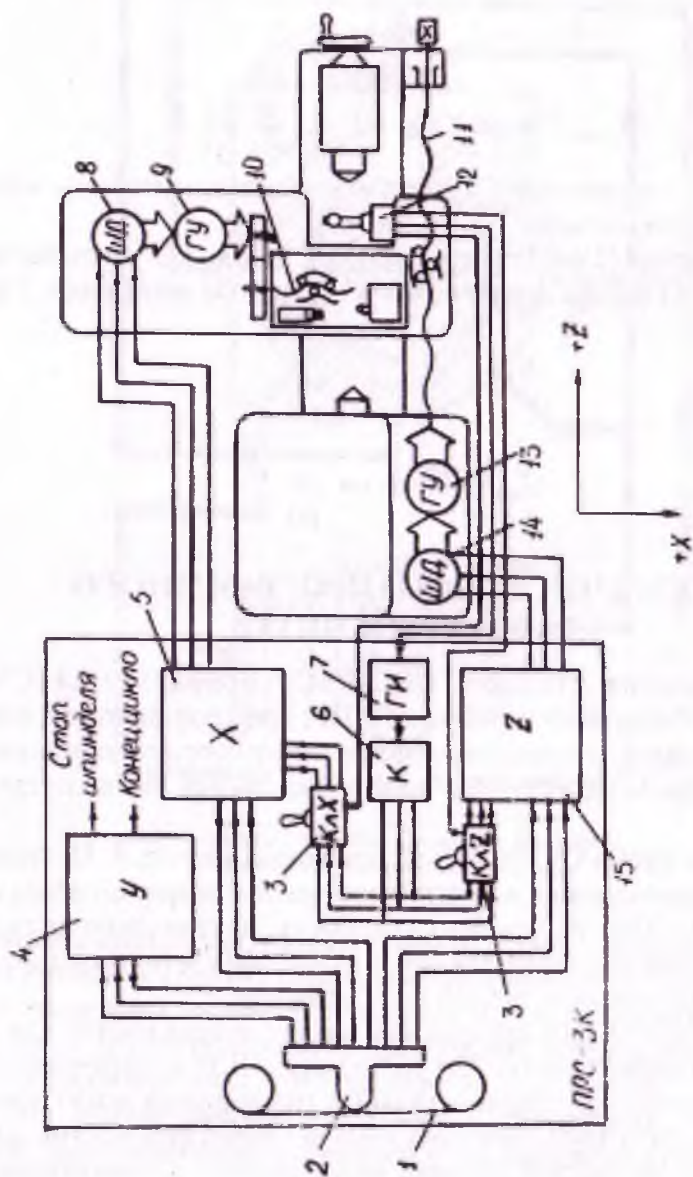 Стоп
шпинделя
Конец цикла
У
4
5
Х
КлХ
3
6
К
7
ГИ
КлZ
3
Z
15
2
1
ПРС-3К
8
ШД
9
ГУ
10
Х
11
12
ГУ
13
ШД
14
+Z
+X